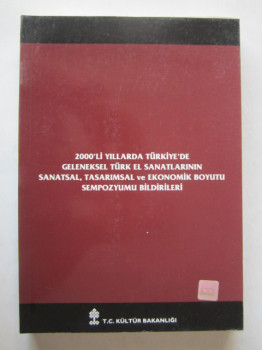 2000'Lİ YILLARDA TÜRKİYE'DE
GELENEKSEL TÜRK EL SANATLARININ
SANATSAL, TASARIMSAL ve EKONOMİK BOYUTU
SEMPOZYUMU BİLDİRİLERİ
T.C. KÜLTÜR BAKANLIĞI